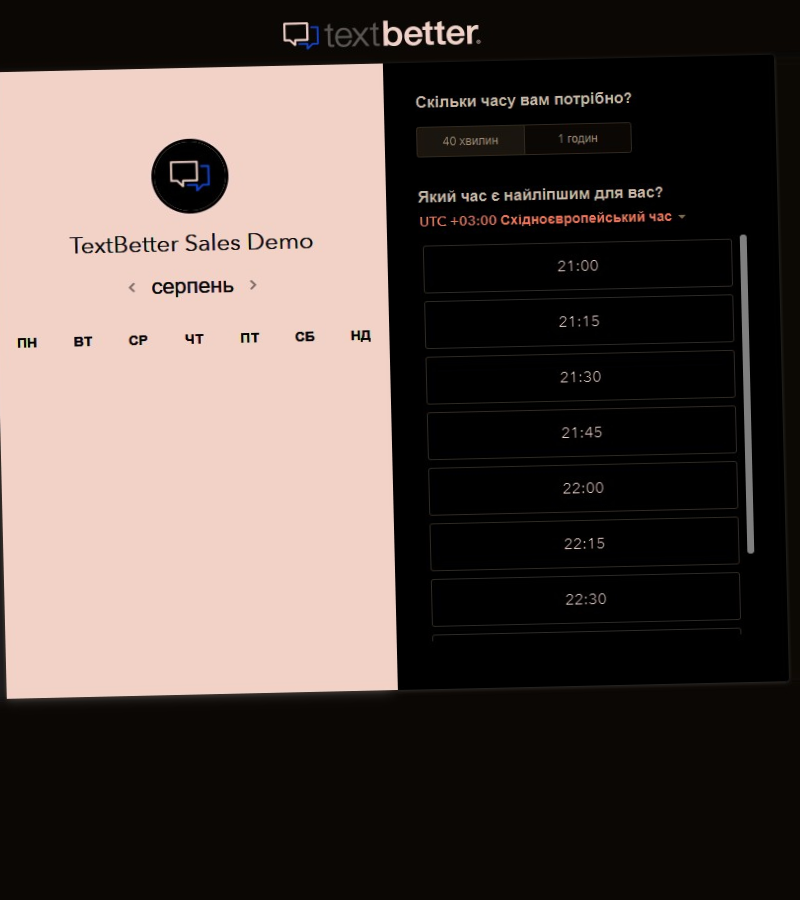 textbetter.
TextBetter Sales Demo
серпень
ПН ВТ СР ЧТ ПТ СБ НД
Скільки часу вам потрібно?
40 хвилин 1 годин
Який час є найліпшим для вас?
UTC +03:00 Східноєвропейський час
21:00
21:15
21:30
21:45
22:00
22:15
22:30